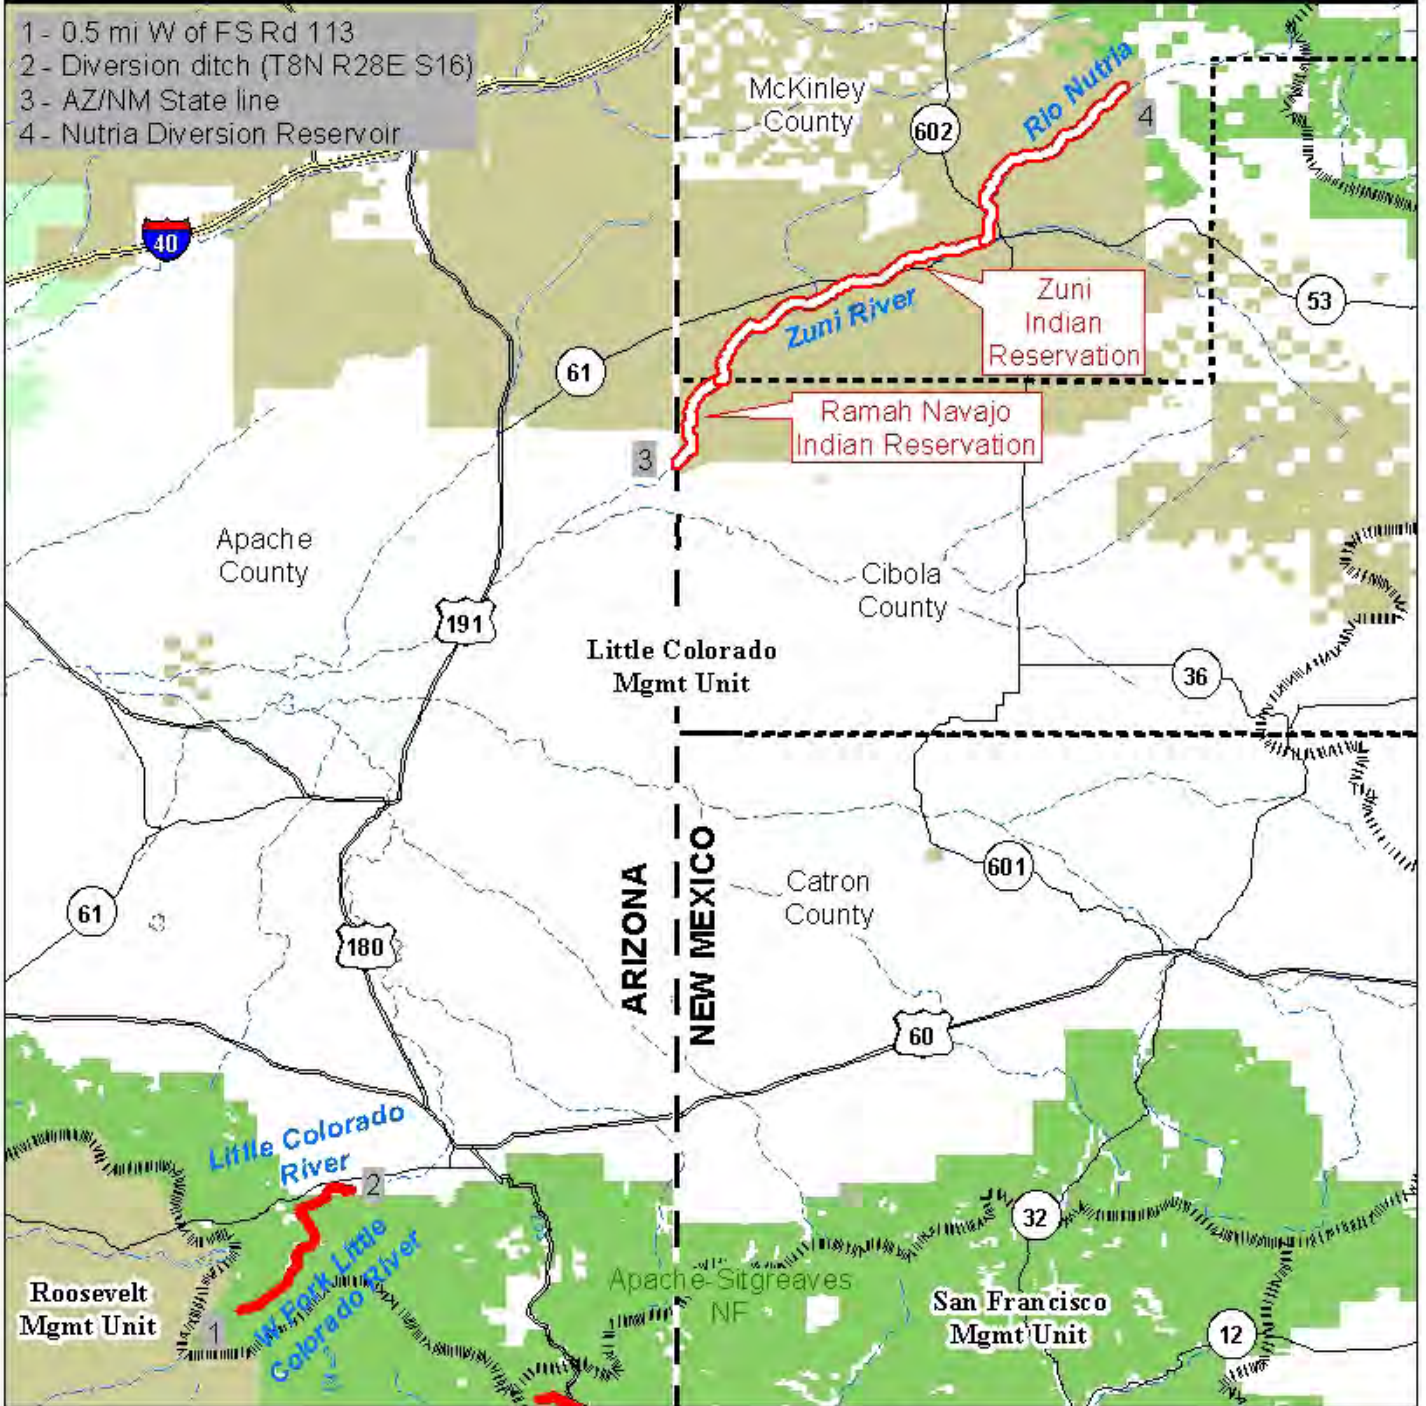 1 - 0.5 mi W of FS Rd 113
2 - Diversion ditch (T8N R28E S16)
3 - AZ/NM State line
4 - Nutria Diversion Reservoir
McKinley
County
602
Rio Nutria
4
40
Zuni River
Zuni
Indian
Reservation
53
61
Ramah Navajo
Indian Reservation
3
Apache
County
Cibola
County
191
Little Colorado
Mgmt Unit
36
ARIZONA
NEW MEXICO
601
Catron
County
61
180
60
Little Colorado
River
2
32
W Fork Little
Colorado River
Apache-Sitgreaves
NF
Roosevelt
Mgmt Unit
1
San Francisco
Mgmt Unit
12